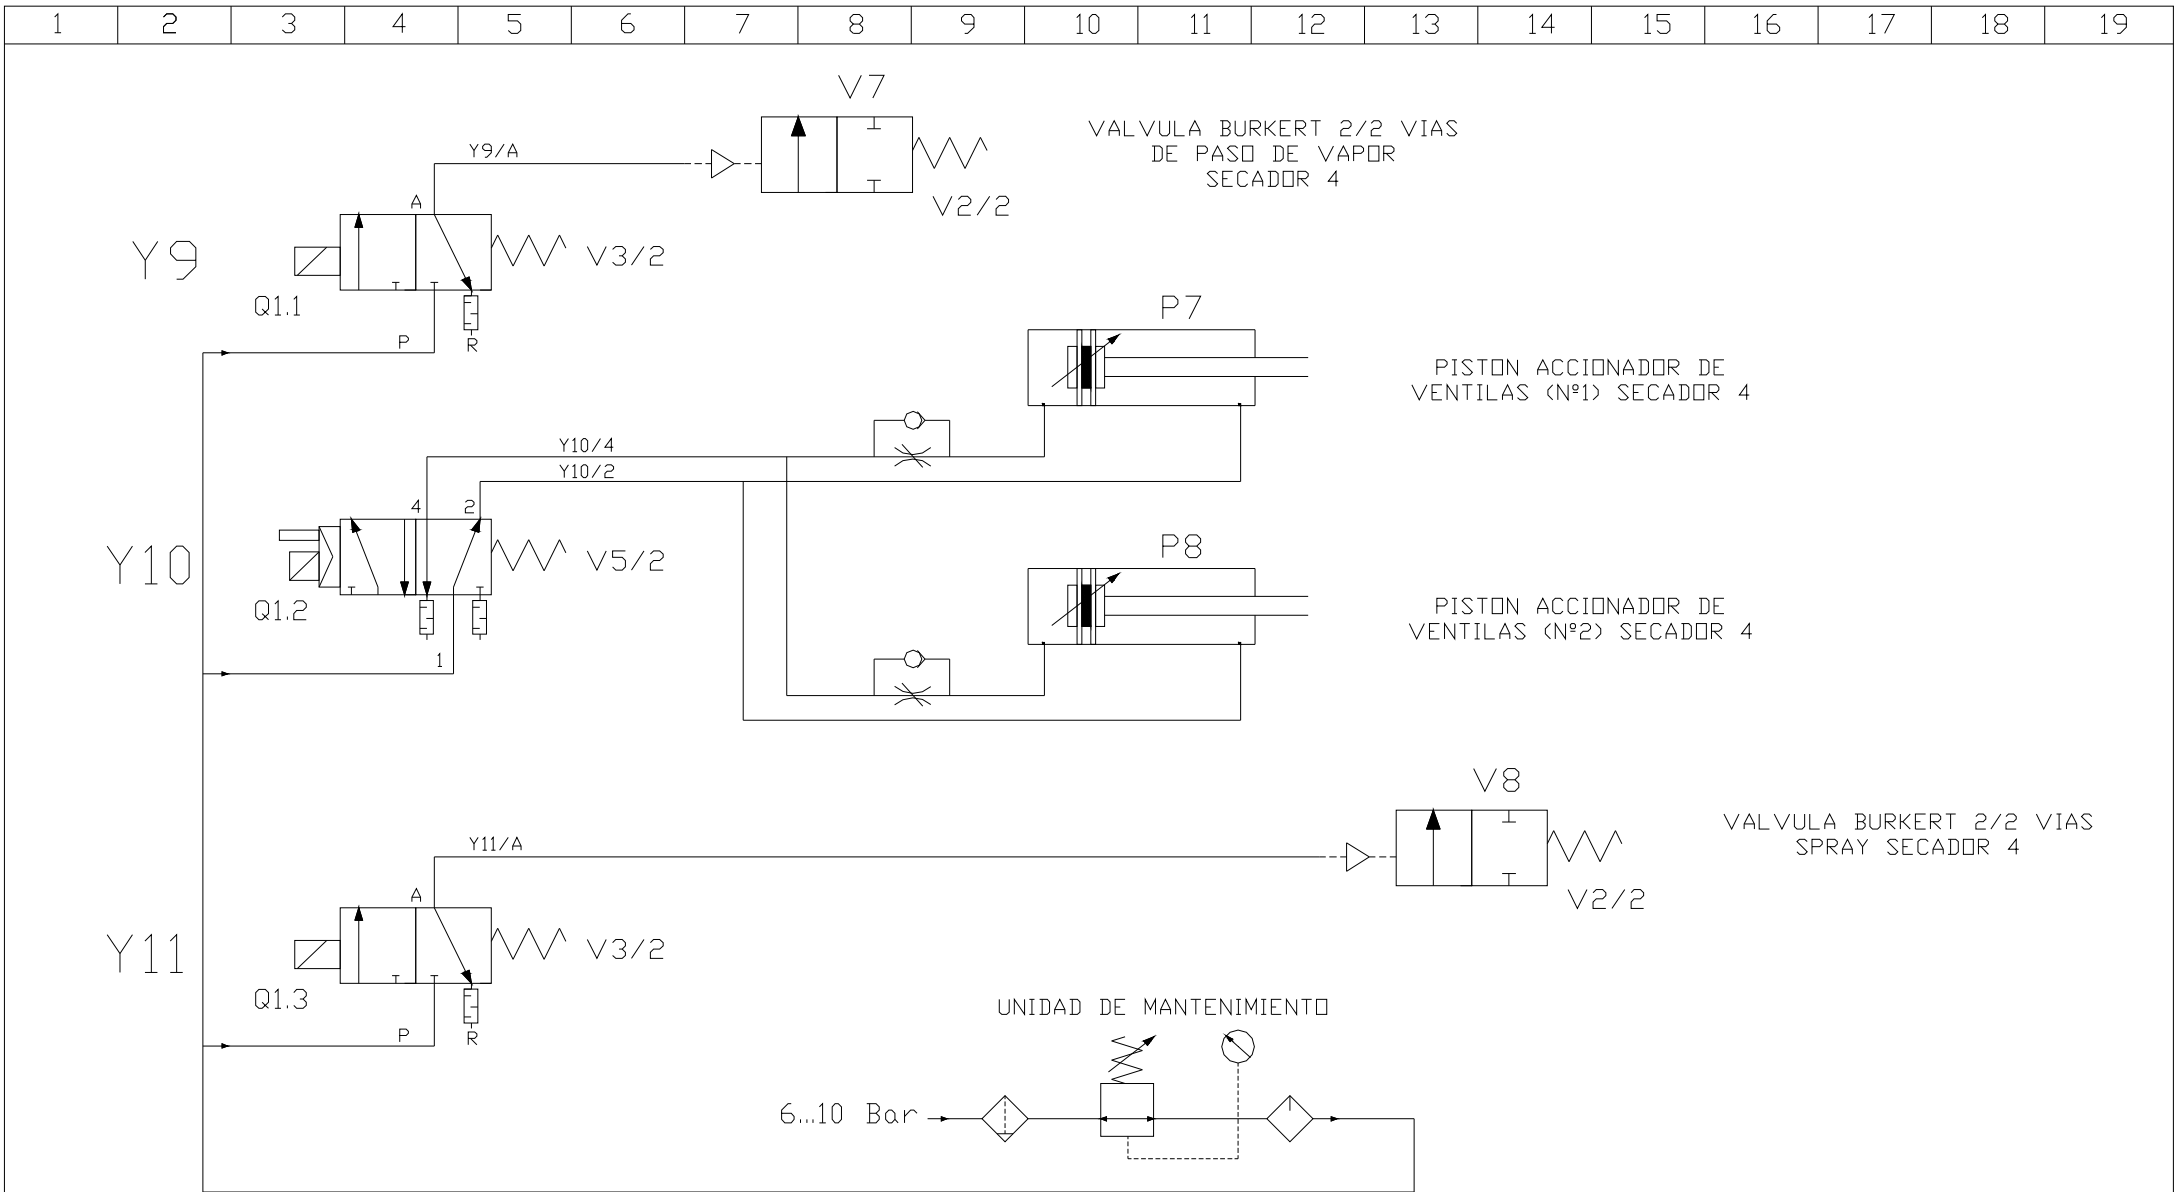 1 2 3 4 5 6 7 8 9 10 11 12 13 14 15 16 17 18 19
V7
VALVULA BURKERT 2/2 VIAS
DE PASO DE VAPOR
SECADOR 4
Y9/A
V2/2
A
Y9
V3/2
Q1.1
P
R
P7
PISTON ACCIONADOR DE
VENTILAS (Nº1) SECADOR 4
Y10/4
Y10/2
4
2
Y10
V5/2
Q1.2
1
P8
PISTON ACCIONADOR DE
VENTILAS (Nº2) SECADOR 4
V8
VALVULA BURKERT 2/2 VIAS
SPRAY SECADOR 4
Y11/A
V2/2
A
Y11
V3/2
Q1.3
P
R
UNIDAD DE MANTENIMIENTO
6...10 Bar